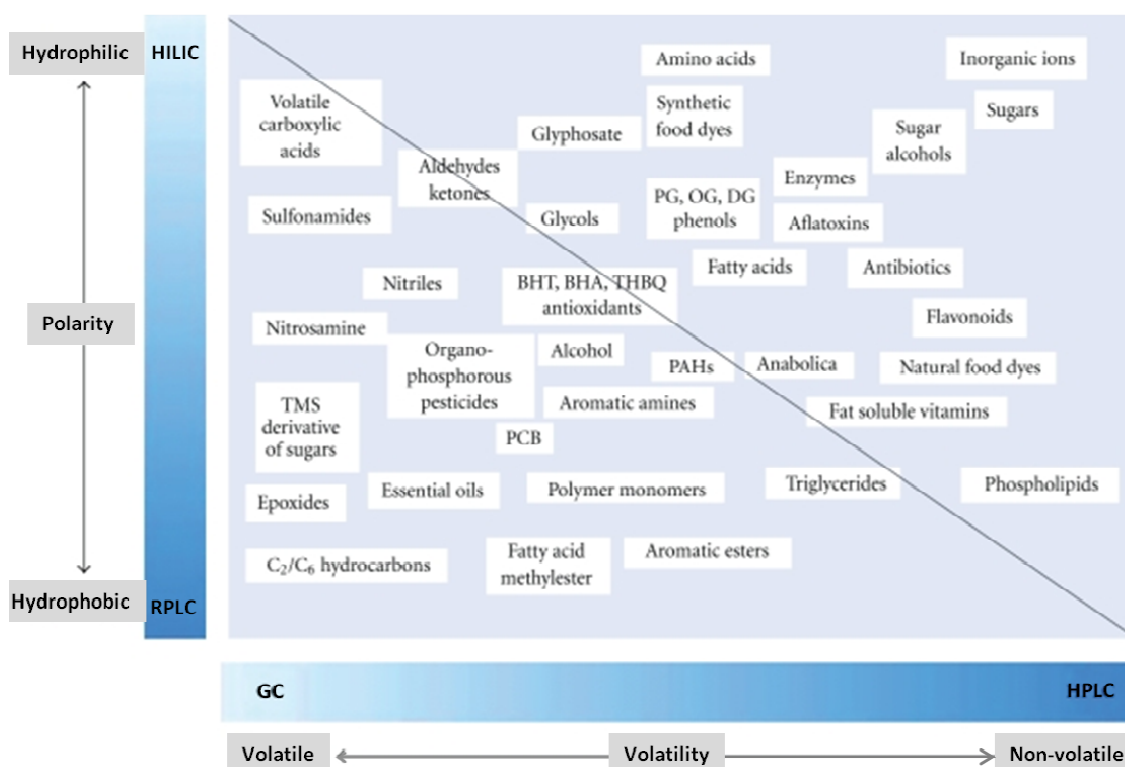 Hydrophilic
HILIC
Polarity
Hydrophobic
RPLC
Amino acids
Inorganic ions
Volatile
carboxylic
acids
Synthetic
food dyes
Sugars
Glyphosate
Sugar
alcohols
Aldehydes
ketones
Enzymes
Sulfonamides
Glycols
PG, OG, DG
phenols
Aflatoxins
Nitriles
BHT, BHA, THBQ
antioxidants
Fatty acids
Antibiotics
Nitrosamine
Flavonoids
Organo-
phosphorous
pesticides
Alcohol
PAHs
Anabolica
Natural food dyes
TMS
derivative
of sugars
Aromatic amines
Fat soluble vitamins
PCB
Epoxides
Essential oils
Polymer monomers
Triglycerides
Phospholipids
C₂/C₆ hydrocarbons
Fatty acid
methylester
Aromatic esters
GC
HPLC
Volatile
Volatility
Non-volatile